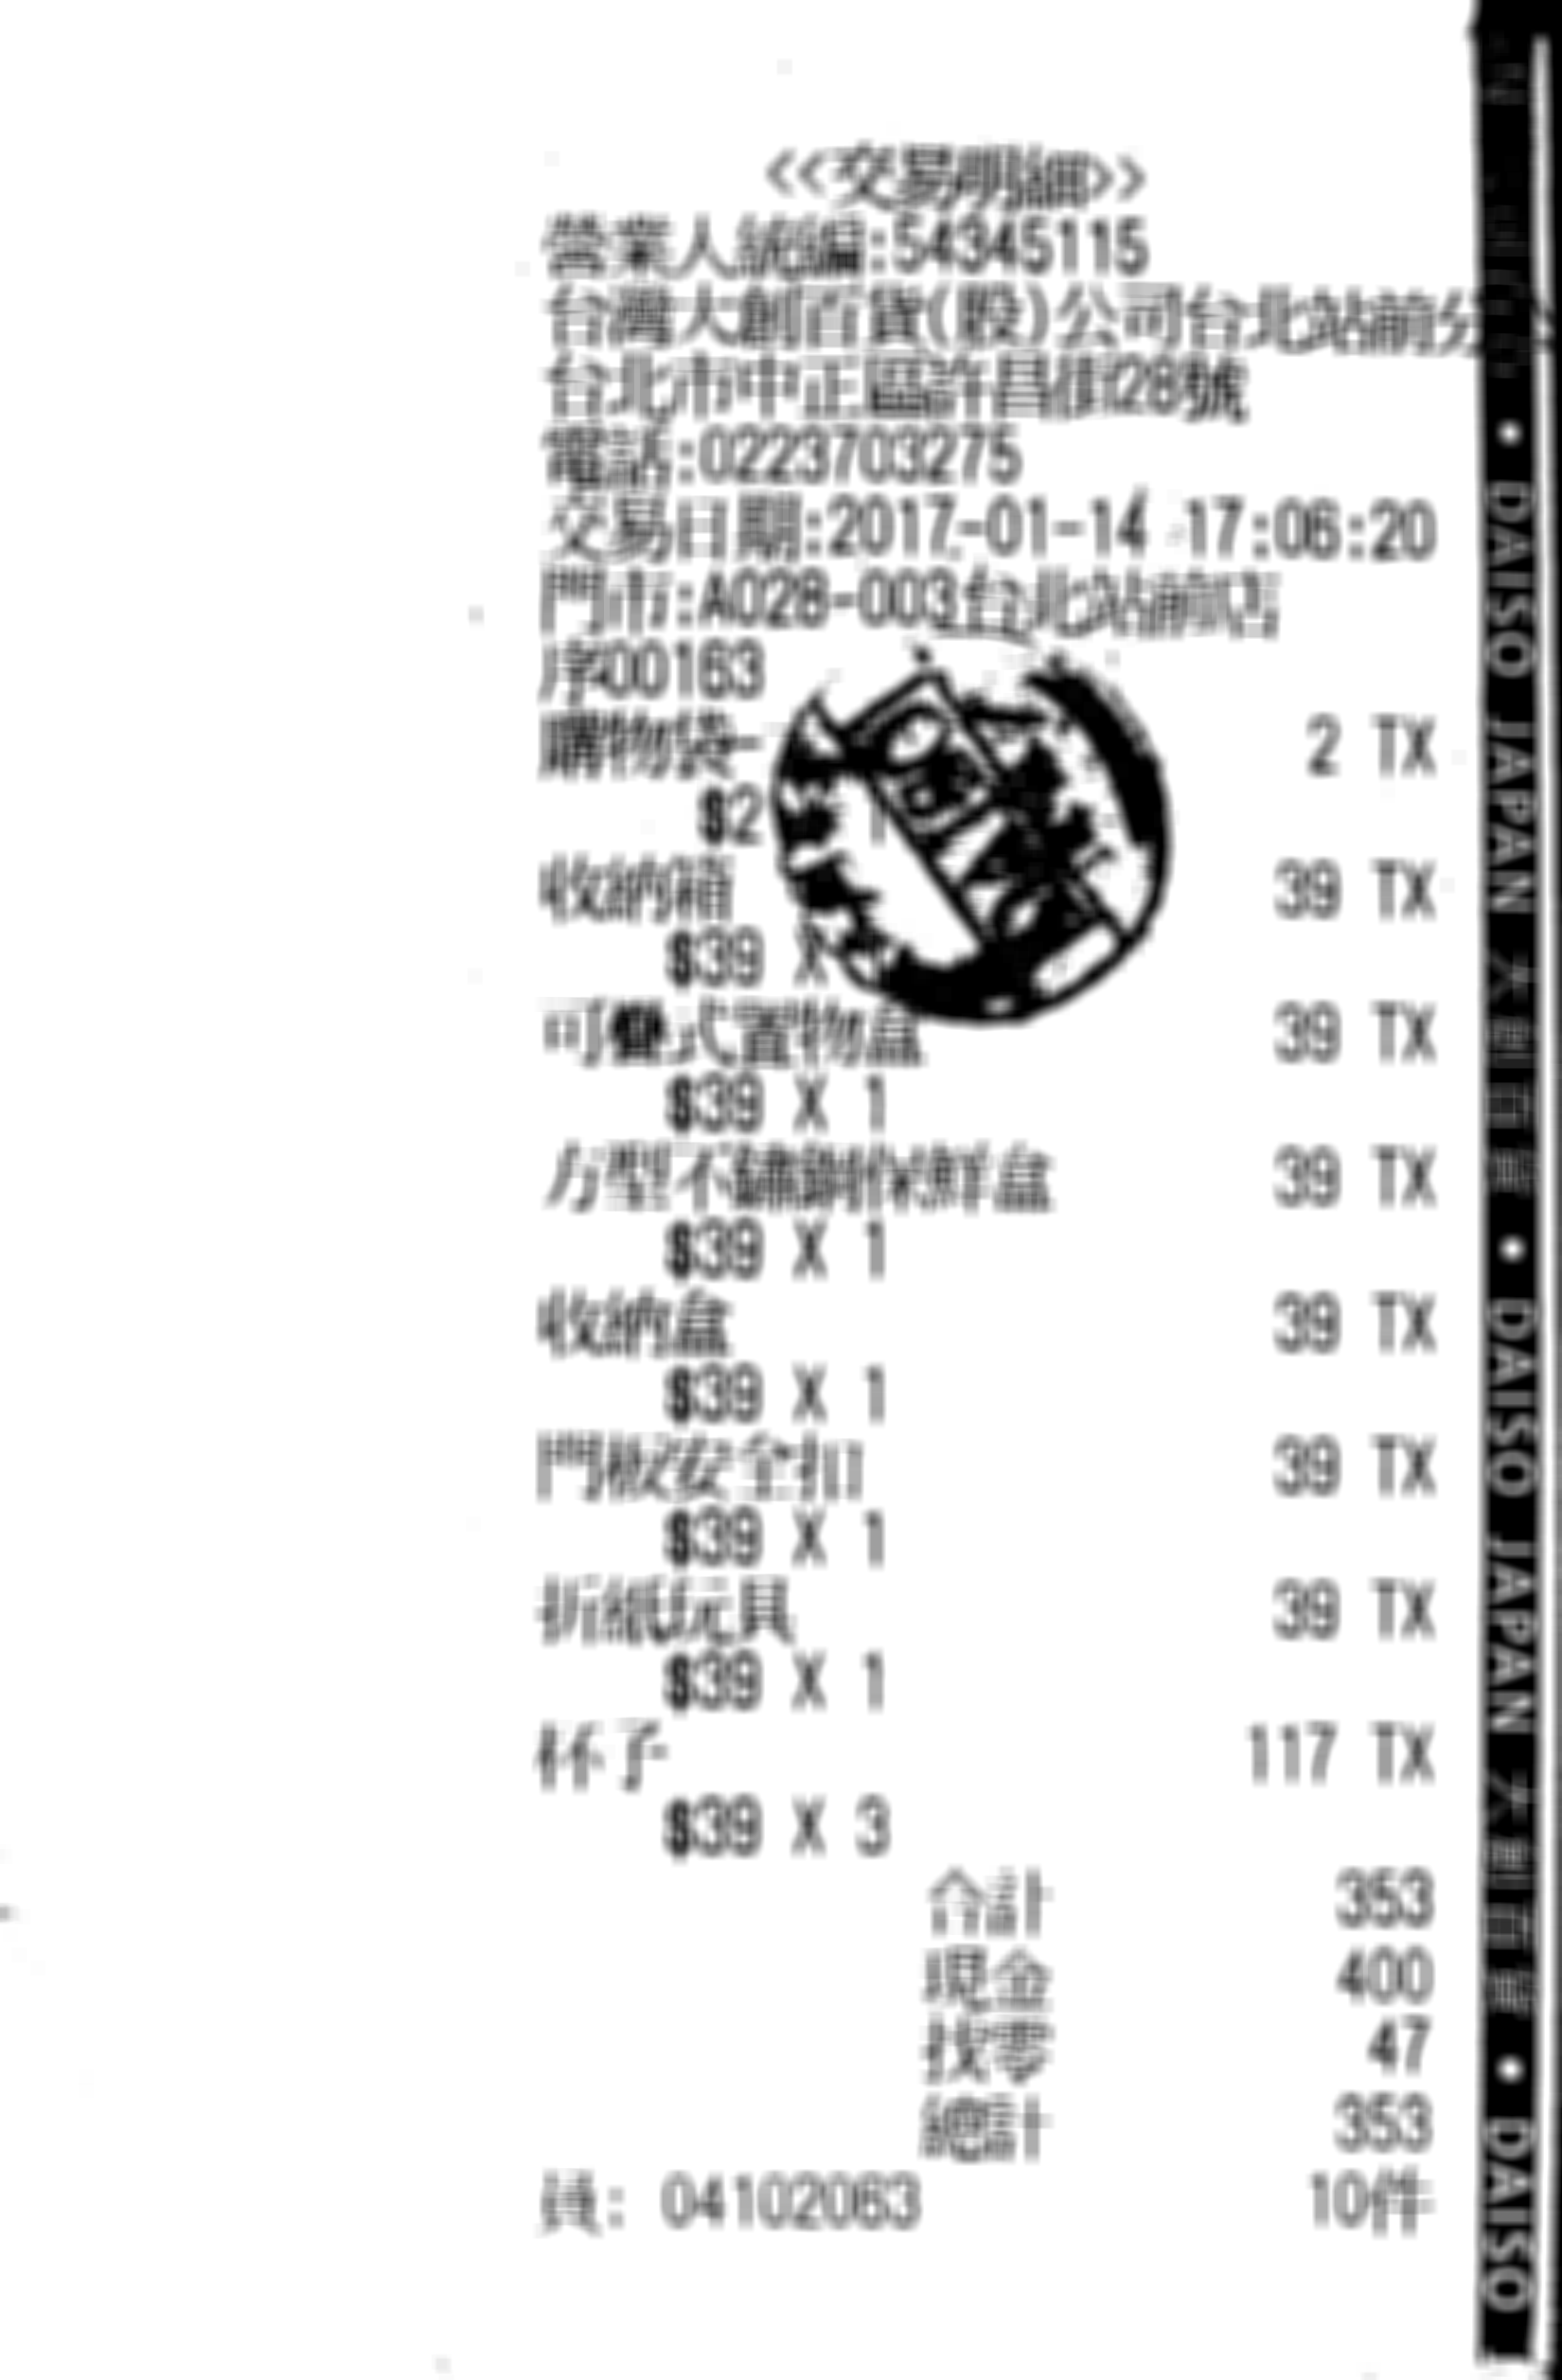 <<交易明細>>
營業人統編:54345115
台灣大創百貨(股)公司台北站前分
台北市中正區許昌街28號
電話:0223703275
交易日期:2017-01-14 17:06:20
門市:A028-003台北站前店
序00163
購物袋- 2 TX
$2 1
收納箱 39 TX
$39 X
可疊式置物盒 39 TX
$39 X 1
方型不鏽鋼保鮮盒 39 TX
$39 X 1
收納盒 39 TX
$39 X 1
門板安全扣 39 TX
$39 X 1
折紙玩具 39 TX
$39 X 1
杯子 117 TX
$39 X 3
合計 353
現金 400
找零 47
總計 353
員: 04102063 10件
• DAISO JAPAN 大創百貨 • DAISO JAPAN 大創百貨 • DAISO